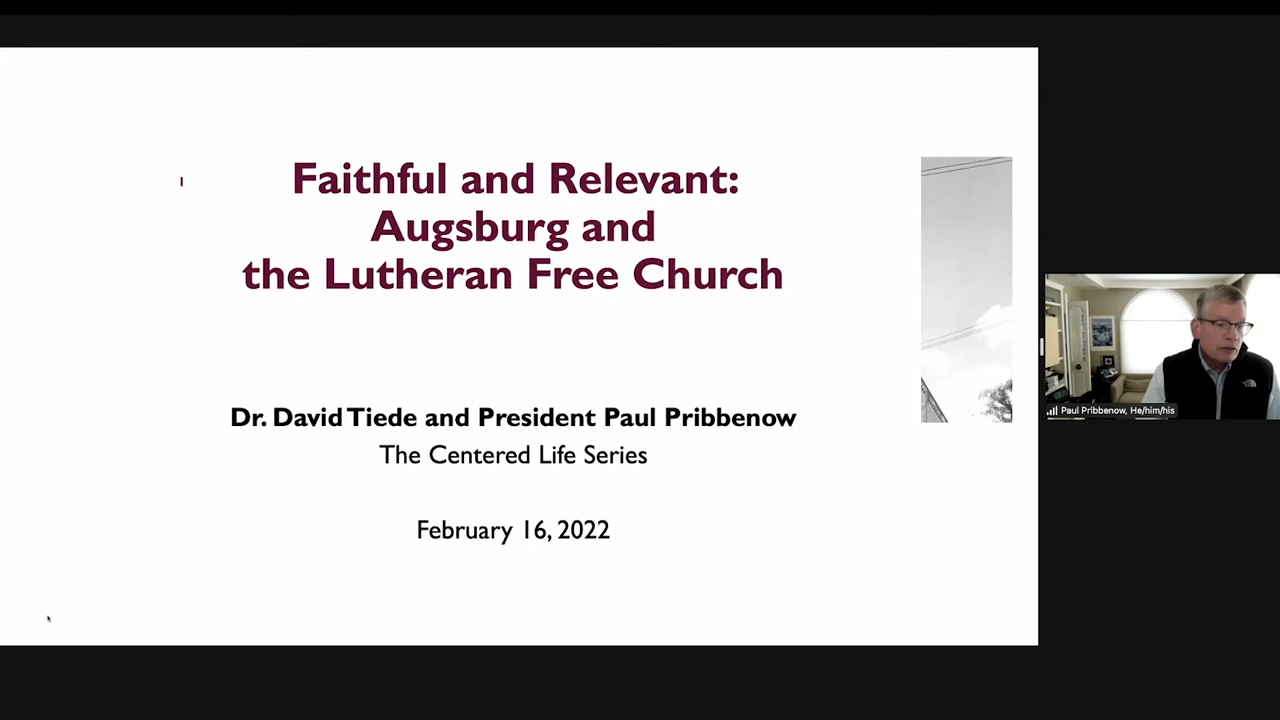 Faithful and Relevant:
Augsburg and
the Lutheran Free Church
Dr. David Tiede and President Paul Pribbenow
The Centered Life Series
February 16, 2022
Paul Pribbenow, He/him/his